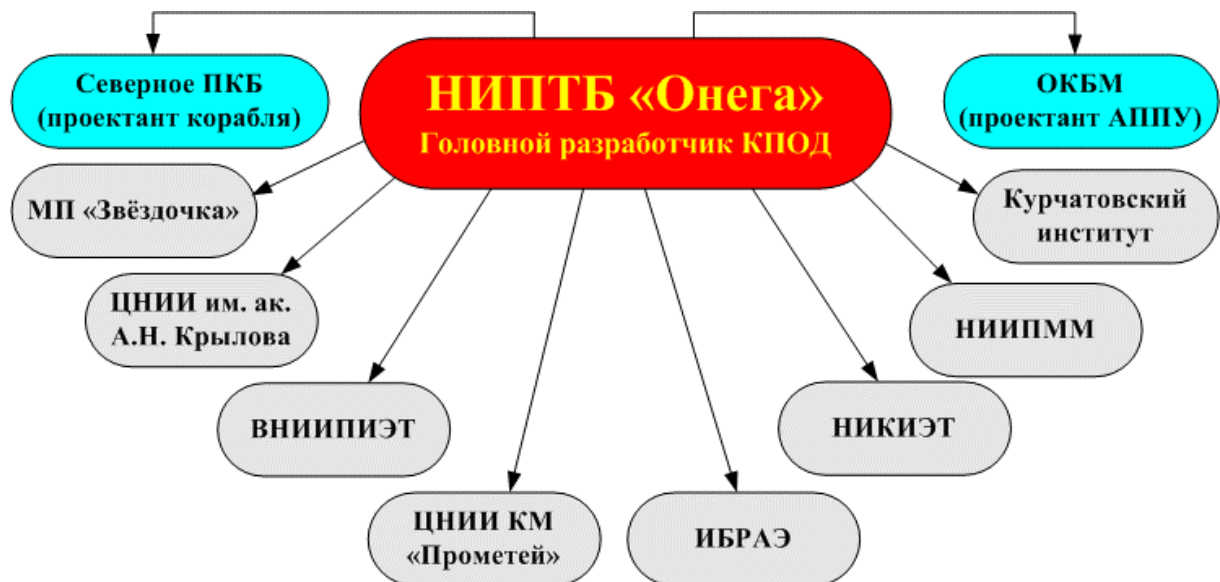 НИПТБ «Онега»
Головной разработчик КПОД
Северное ПКБ
(проектант корабля)
ОКБМ
(проектант АППУ)
МП «Звёздочка»
Курчатовский
институт
ЦНИИ им. ак.
А.Н. Крылова
НИИПММ
ВНИИПИЭТ
НИКИЭТ
ЦНИИ КМ
«Прометей»
ИБРАЭ